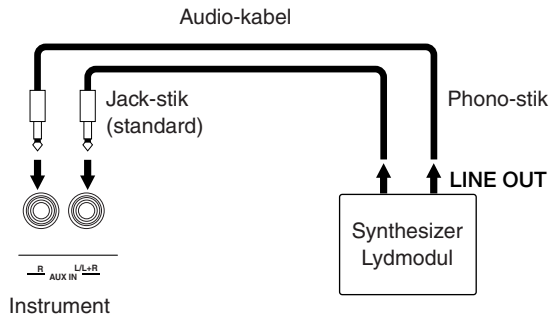 Audio-kabel
Jack-stik
(standard)
Phono-stik
LINE OUT
Synthesizer
Lydmodul
R AUX IN L/L+R
Instrument